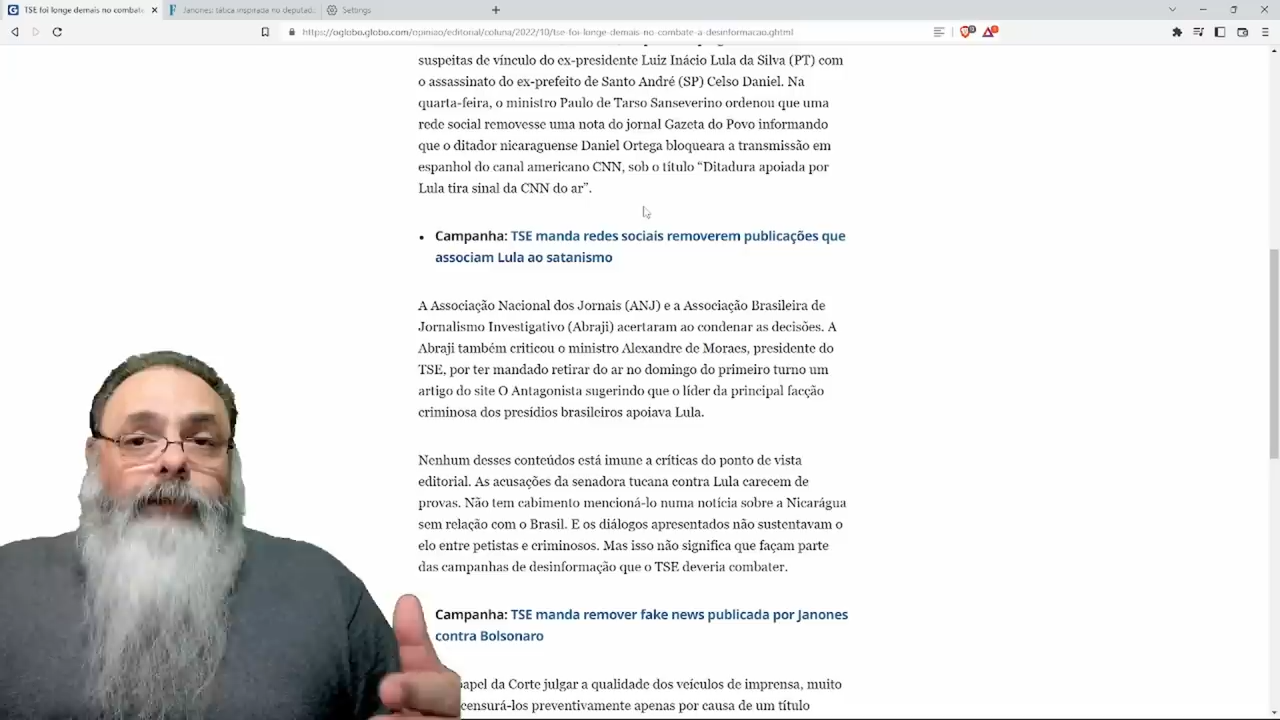 TSE foi longe demais no combate
Janones: tática inspirada no deputad
Settings
https://oglobo.globo.com/opiniao/editorial/coluna/2022/10/tse-foi-longe-demais-no-combate-a-desinformacao.ghtml
suspeitas de vínculo do ex-presidente Luiz Inácio Lula da Silva (PT) com
o assassinato do ex-prefeito de Santo André (SP) Celso Daniel. Na
quarta-feira, o ministro Paulo de Tarso Sanseverino ordenou que uma
rede social removesse uma nota do jornal Gazeta do Povo informando
que o ditador nicaraguense Daniel Ortega bloqueara a transmissão em
espanhol do canal americano CNN, sob o título “Ditadura apoiada por
Lula tira sinal da CNN do ar”.
• Campanha: TSE manda redes sociais removerem publicações que
associam Lula ao satanismo
A Associação Nacional dos Jornais (ANJ) e a Associação Brasileira de
Jornalismo Investigativo (Abraji) acertaram ao condenar as decisões. A
Abraji também criticou o ministro Alexandre de Moraes, presidente do
TSE, por ter mandado retirar do ar no domingo do primeiro turno um
artigo do site O Antagonista sugerindo que o líder da principal facção
criminosa dos presídios brasileiros apoiava Lula.
Nenhum desses conteúdos está imune a críticas do ponto de vista
editorial. As acusações da senadora tucana contra Lula carecem de
provas. Não tem cabimento mencioná-lo numa notícia sobre a Nicarágua
sem relação com o Brasil. E os diálogos apresentados não sustentavam o
elo entre petistas e criminosos. Mas isso não significa que façam parte
das campanhas de desinformação que o TSE deveria combater.
Campanha: TSE manda remover fake news publicada por Janones
contra Bolsonaro
apel da Corte julgar a qualidade dos veículos de imprensa, muito
censurá-los preventivamente apenas por causa de um título